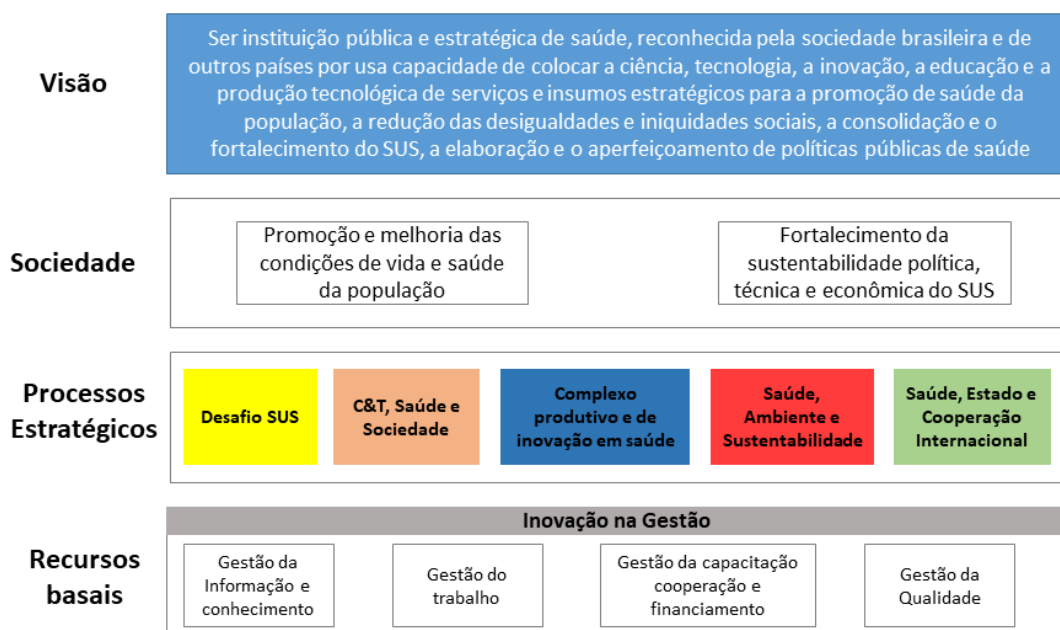 Visão
Ser instituição pública e estratégica de saúde, reconhecida pela sociedade brasileira e de
outros países por usa capacidade de colocar a ciência, tecnologia, a inovação, a educação e a
produção tecnológica de serviços e insumos estratégicos para a promoção de saúde da
população, a redução das desigualdades e iniquidades sociais, a consolidação e o
fortalecimento do SUS, a elaboração e o aperfeiçoamento de políticas públicas de saúde
Sociedade
Promoção e melhoria das
condições de vida e saúde
da população
Fortalecimento da
sustentabilidade política,
técnica e econômica do SUS
Processos
Estratégicos
Desafio SUS
C&T, Saúde e
Sociedade
Complexo
produtivo e de
inovação em saúde
Saúde,
Ambiente e
Sustentabilidade
Saúde, Estado e
Cooperação
Internacional
Recursos
basais
Inovação na Gestão
Gestão da
Informação e
conhecimento
Gestão do
trabalho
Gestão da capacitação
cooperação e
financiamento
Gestão da
Qualidade